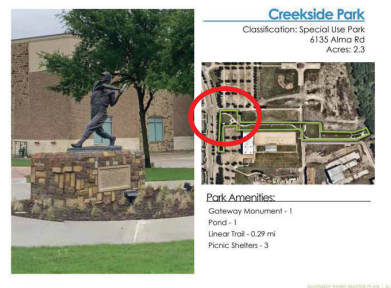 Creekside Park
Classification: Special Use Park
6135 Alma Rd
Acres: 2.3
Park Amenities:
Gateway Monument - 1
Pond - 1
Linear Trail - 0.29 mi
Picnic Shelters - 3